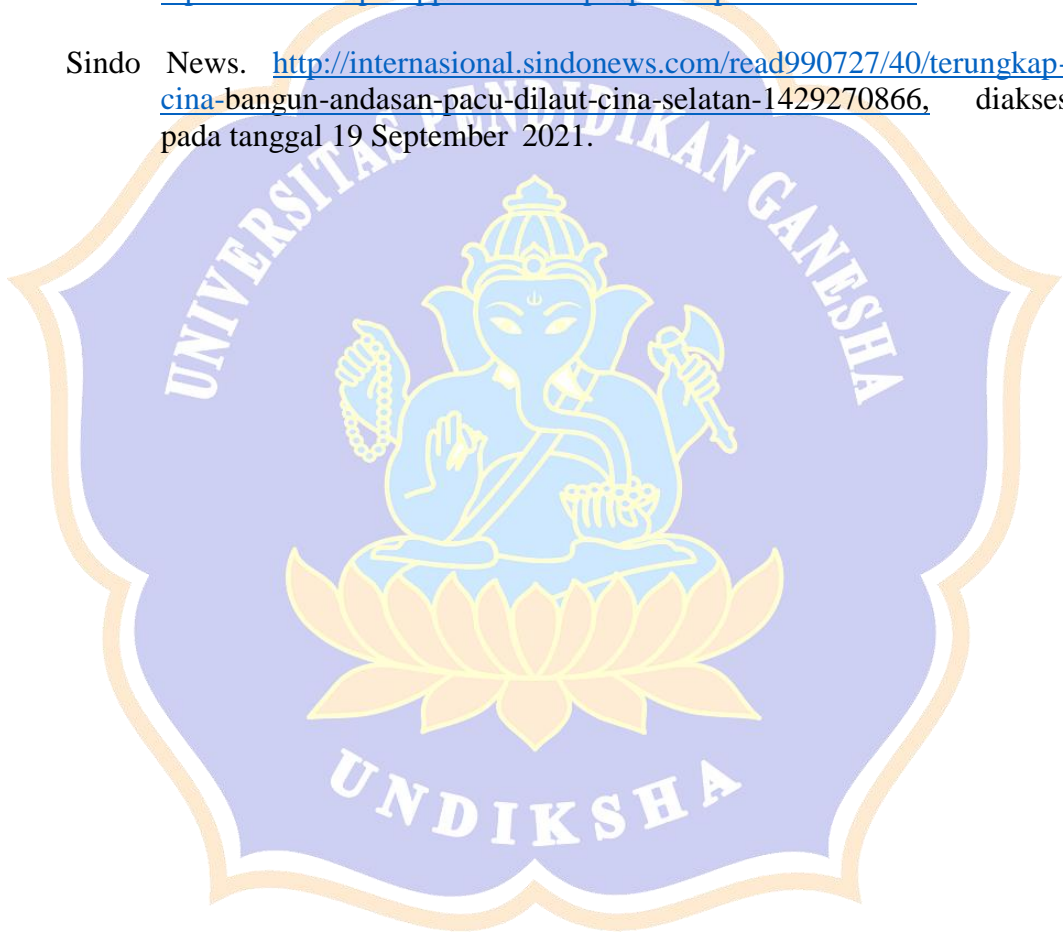 Sindo News. http://internasional.sindonews.com/read990727/40/terungkap-
cina-bangun-andasan-pacu-dilaut-cina-selatan-1429270866, diakses
pada tanggal 19 September 2021.
UNIVERSITAS PENDIDIKAN GANESHA
UNDIKSHA